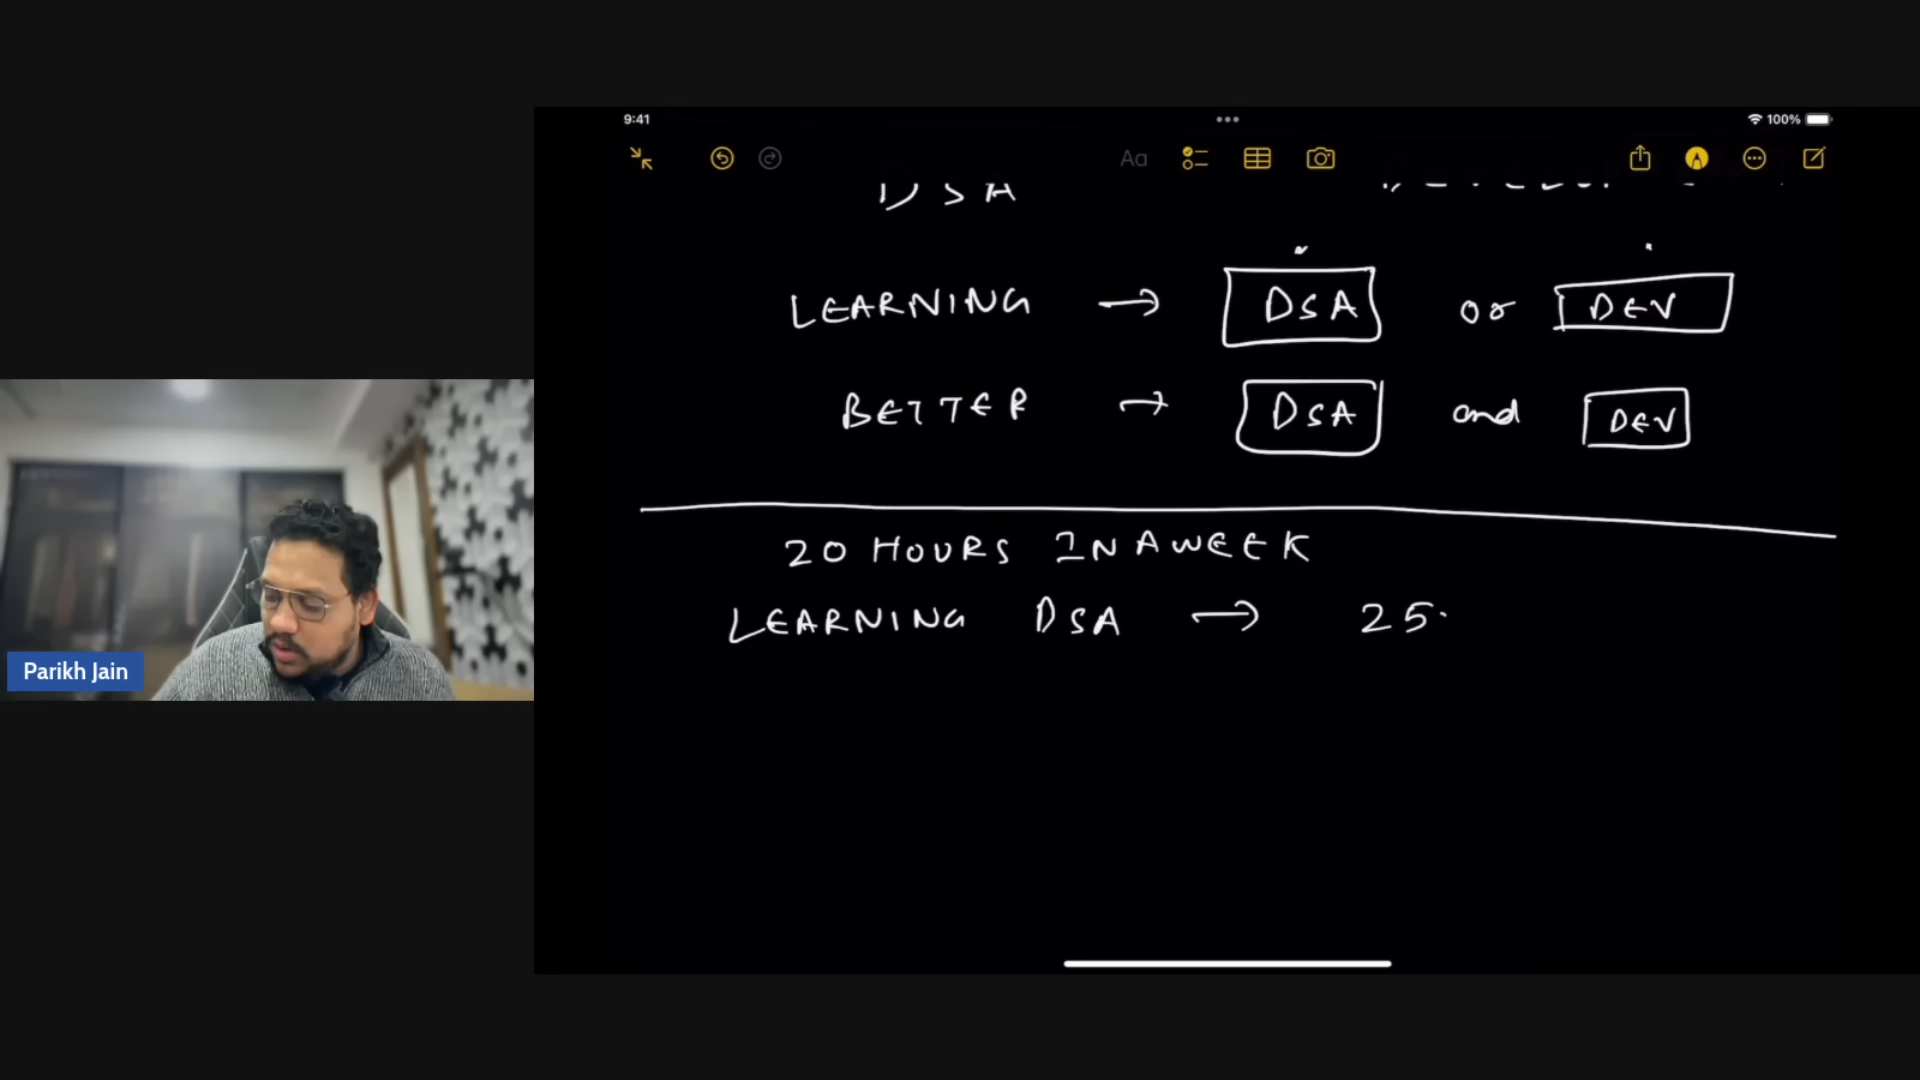 9:41
100%
Aa
DSA
LEARNING → DSA or DEV
BETTER → DSA and DEV
20 HOURS IN A WEEK
LEARNING DSA → 25.
Parikh Jain